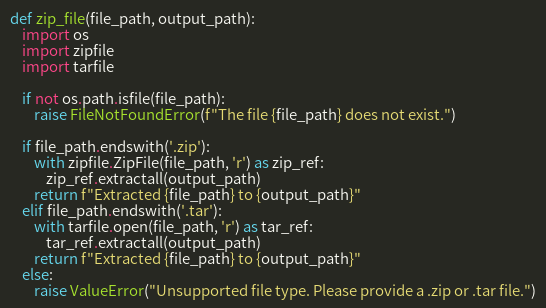 def zip_file(file_path, output_path):
    import os
    import zipfile
    import tarfile

    if not os.path.isfile(file_path):
        raise FileNotFoundError(f"The file {file_path} does not exist.")

    if file_path.endswith('.zip'):
        with zipfile.ZipFile(file_path, 'r') as zip_ref:
            zip_ref.extractall(output_path)
        return f"Extracted {file_path} to {output_path}"
    elif file_path.endswith('.tar'):
        with tarfile.open(file_path, 'r') as tar_ref:
            tar_ref.extractall(output_path)
        return f"Extracted {file_path} to {output_path}"
    else:
        raise ValueError("Unsupported file type. Please provide a .zip or .tar file.")